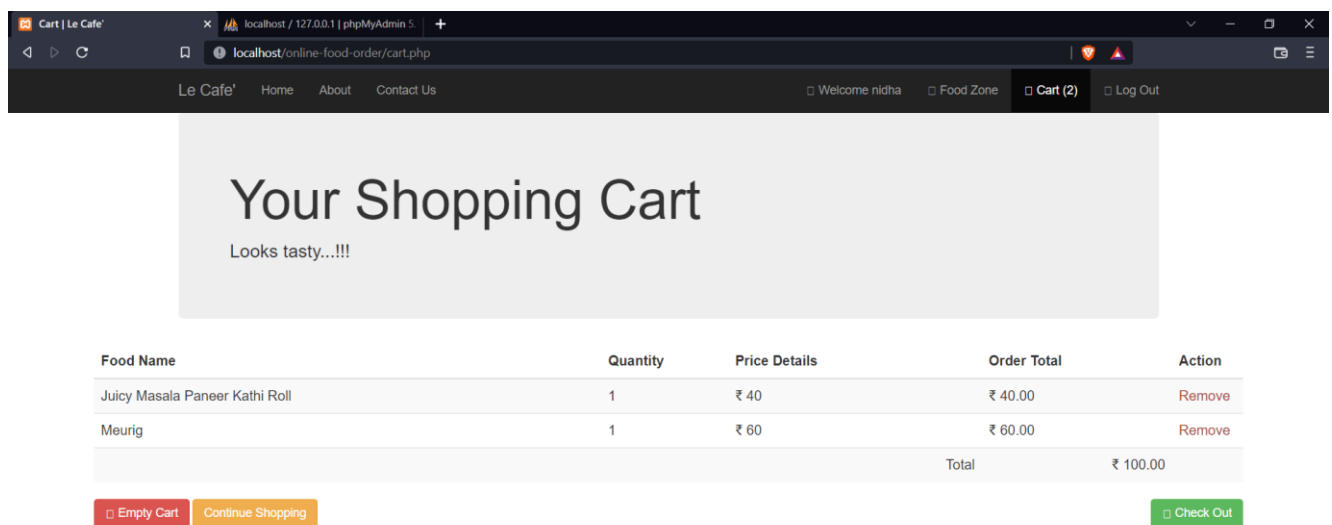 Cart | Le Cafe'
localhost / 127.0.0.1 | phpMyAdmin 5.
localhost/online-food-order/cart.php
Le Cafe' Home About Contact Us Welcome nidha Food Zone Cart (2) Log Out
Your Shopping Cart
Looks tasty...!!!
Food Name Quantity Price Details Order Total Action
Juicy Masala Paneer Kathi Roll 1 ₹ 40 ₹ 40.00 Remove
Meurig 1 ₹ 60 ₹ 60.00 Remove
Total ₹ 100.00
Empty Cart Continue Shopping Check Out